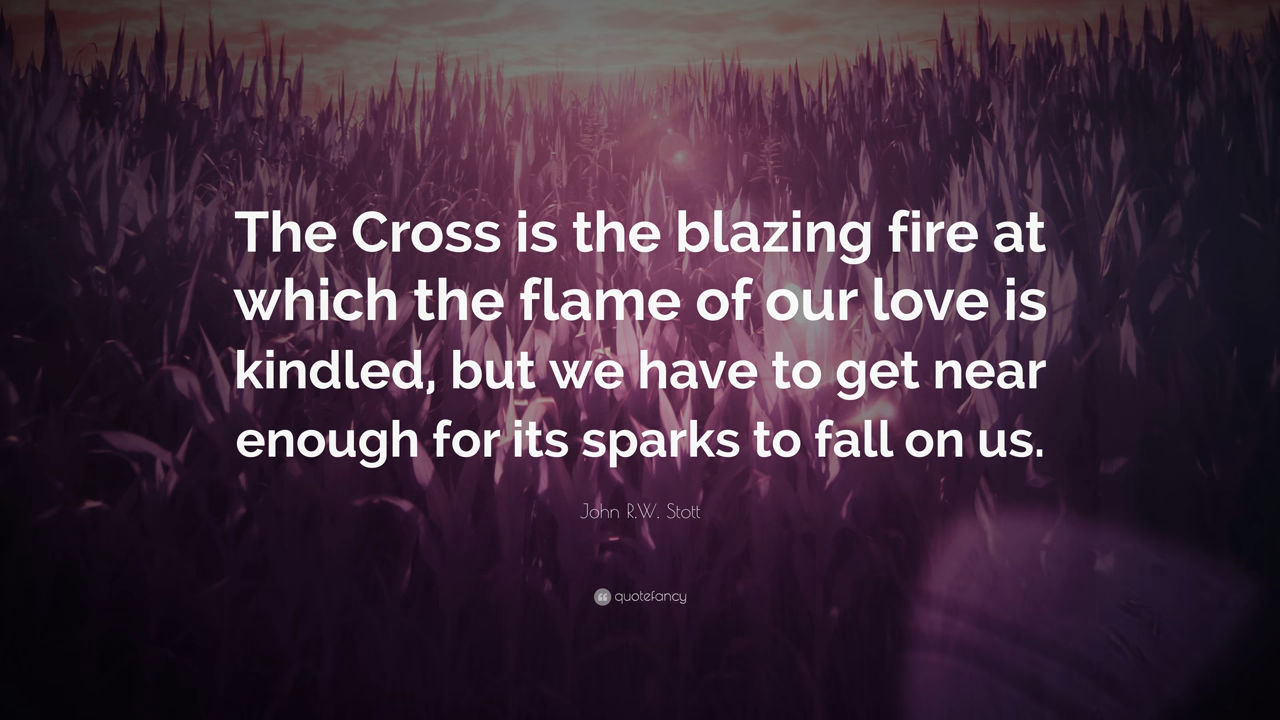 The Cross is the blazing fire at
which the flame of our love is
kindled, but we have to get near
enough for its sparks to fall on us.
John R.W. Stott
quotefancy